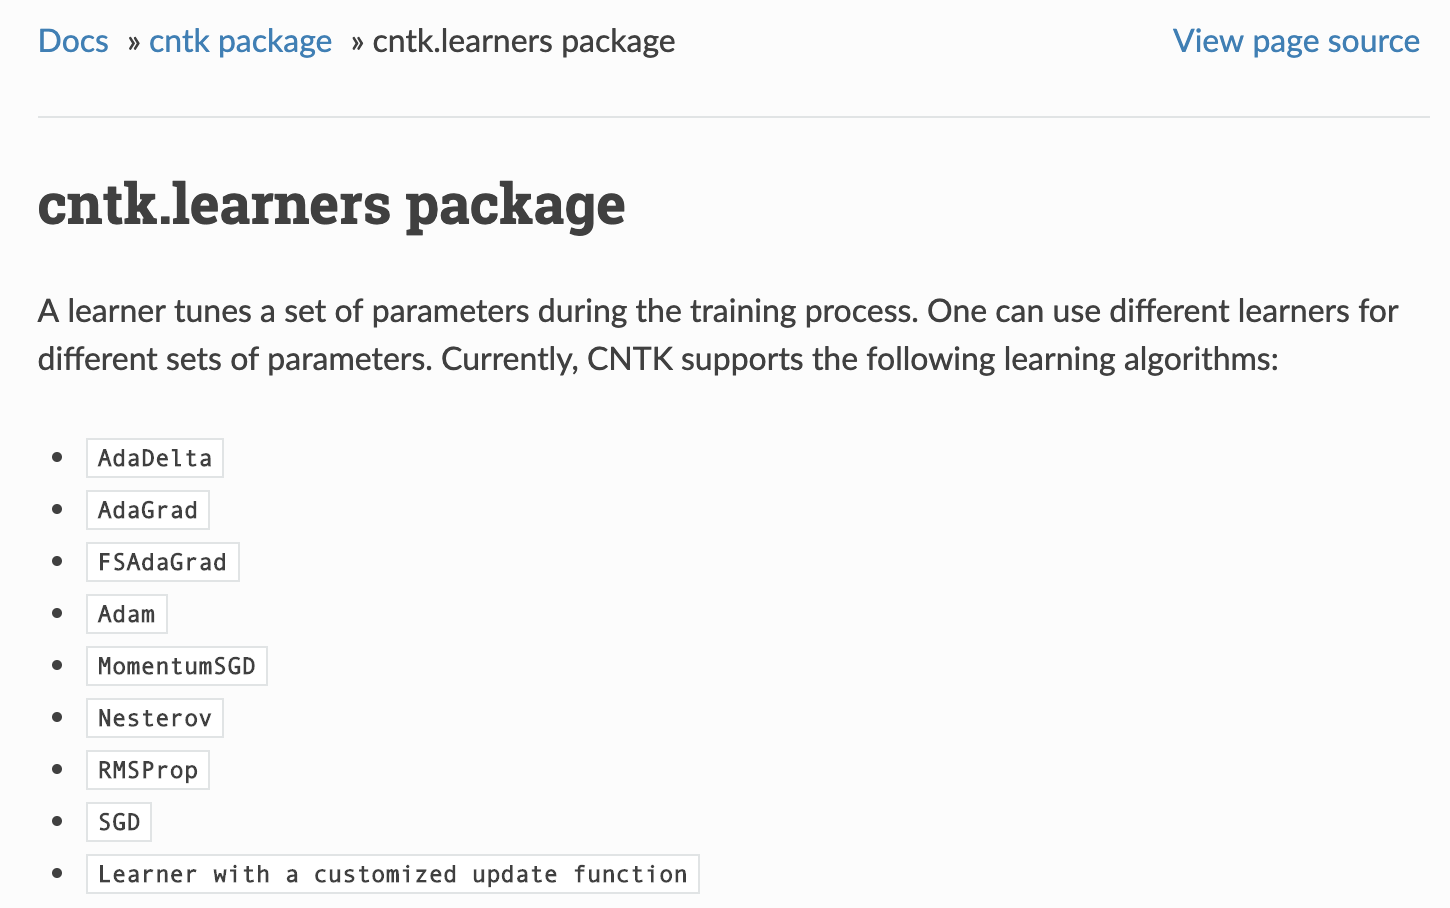 Docs » cntk package » cntk.learners package
View page source
cntk.learners package
A learner tunes a set of parameters during the training process. One can use different learners for
different sets of parameters. Currently, CNTK supports the following learning algorithms:
• AdaDelta
• AdaGrad
• FSAdaGrad
• Adam
• MomentumSGD
• Nesterov
• RMSProp
• SGD
• Learner with a customized update function